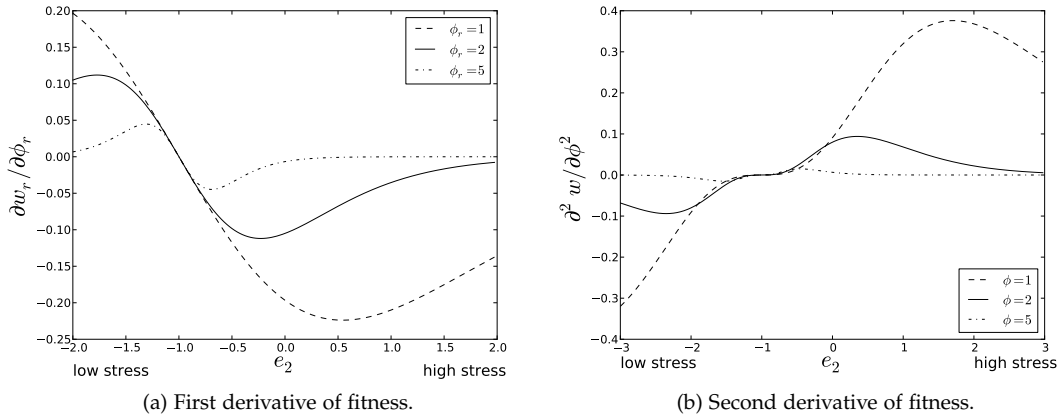 0.20
0.15
0.10
0.05
0.00
−0.05
−0.10
−0.15
−0.20
−0.25
∂w_r/∂ϕ_r
ϕ_r = 1
ϕ_r = 2
ϕ_r = 5
−2.0 −1.5 −1.0 −0.5 0.0 0.5 1.0 1.5 2.0
low stress e_2 high stress
(a) First derivative of fitness.
0.4
0.3
0.2
0.1
0.0
−0.1
−0.2
−0.3
−0.4
∂² w/∂ϕ²
ϕ = 1
ϕ = 2
ϕ = 5
−3 −2 −1 0 1 2 3
low stress e_2 high stress
(b) Second derivative of fitness.